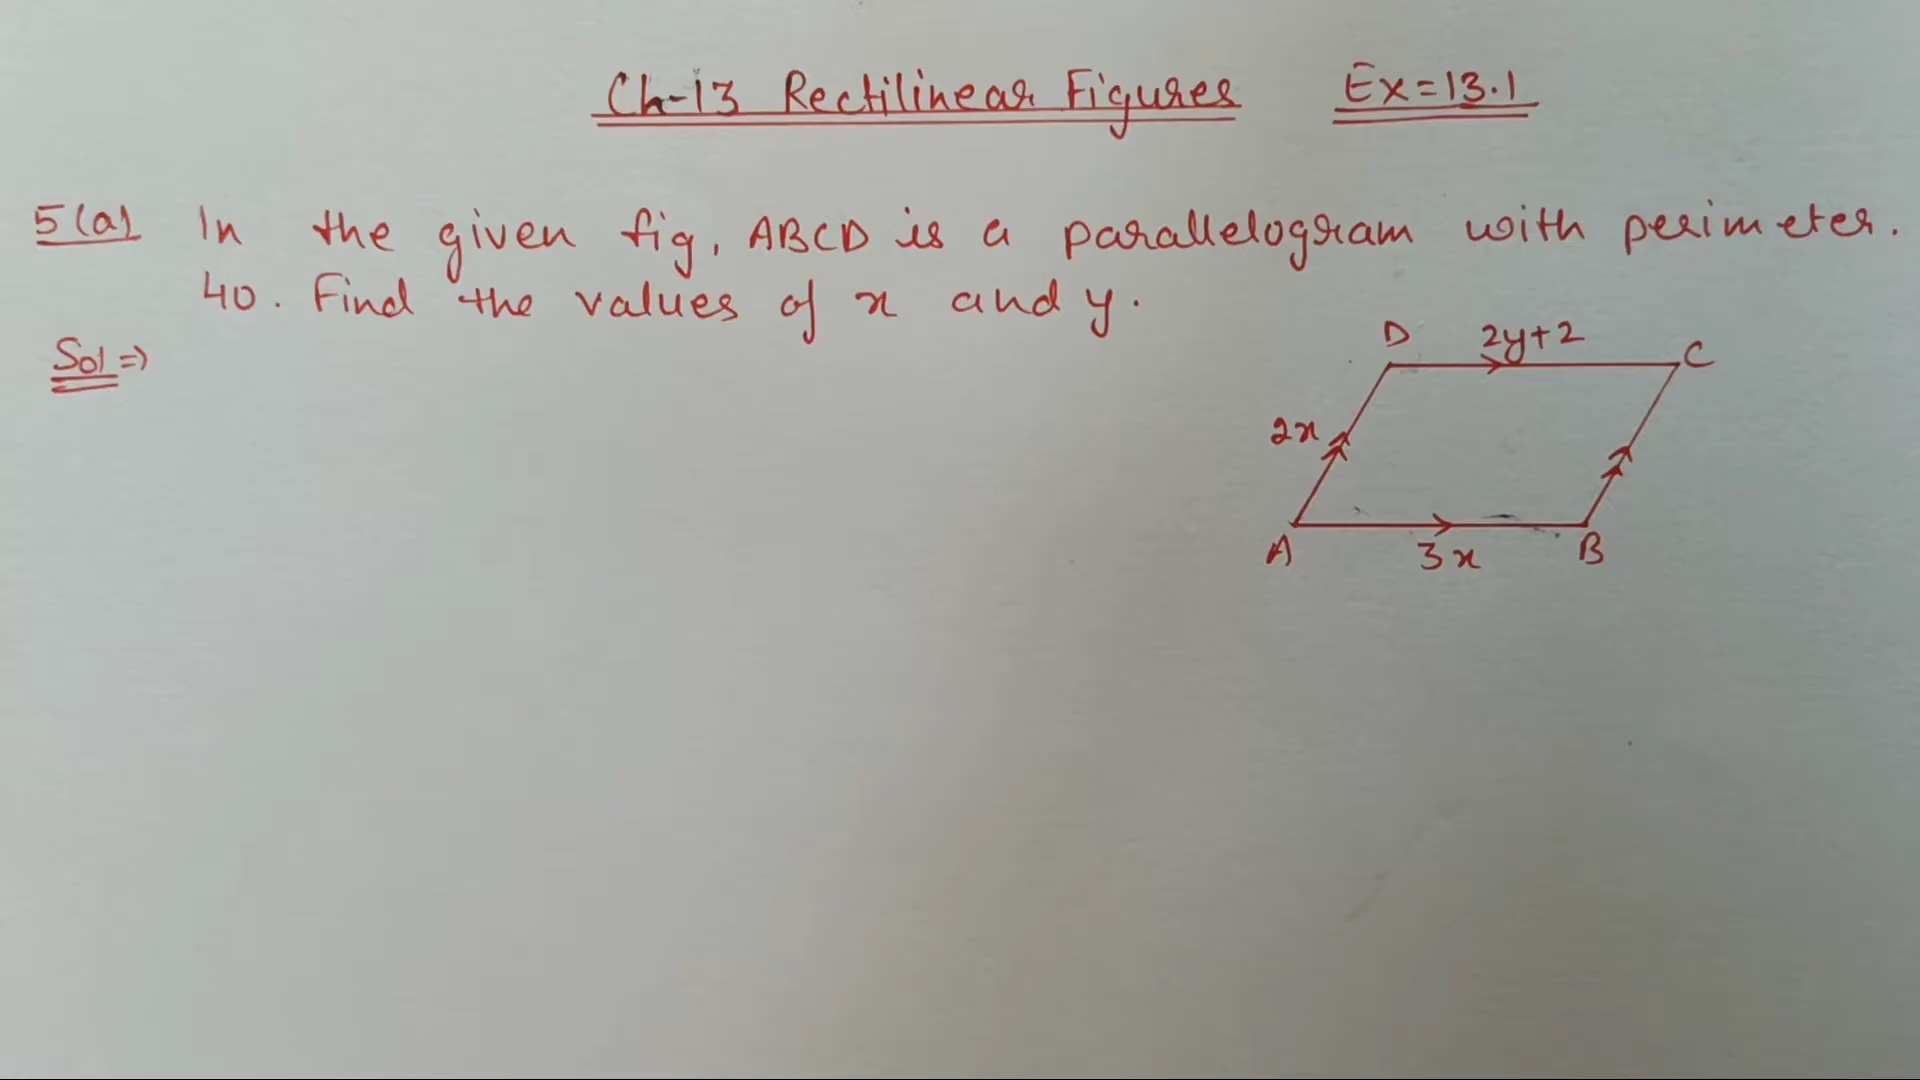 Ch-13 Rectilinear Figures Ex=13.1
5(a) In the given fig, ABCD is a parallelogram with perimeter.
40. Find the values of x and y.
Sol=>
D 2y+2 C
2x
A 3x B